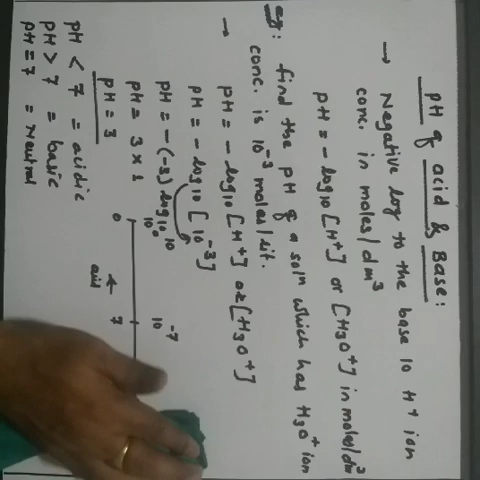 pH of acid & Base:
→ Negative log to the base 10 H⁺ ion
conc. in moles/dm³
pH = - log10 [H⁺] or [H₃O⁺] in moles/dm³
eg: find the pH of a solⁿ which has H₃O⁺ ion
conc. is 10⁻³ moles/lit.
→ pH = - log10 [H⁺] or [H₃O⁺]
pH = - log10 [10⁻³]
pH = - (-3) log10 10
pH = 3 x 1
pH = 3
pH < 7 = acidic
pH > 7 = basic
pH = 7 = Neutral
10⁰ 10⁻⁷
0 7
← acid